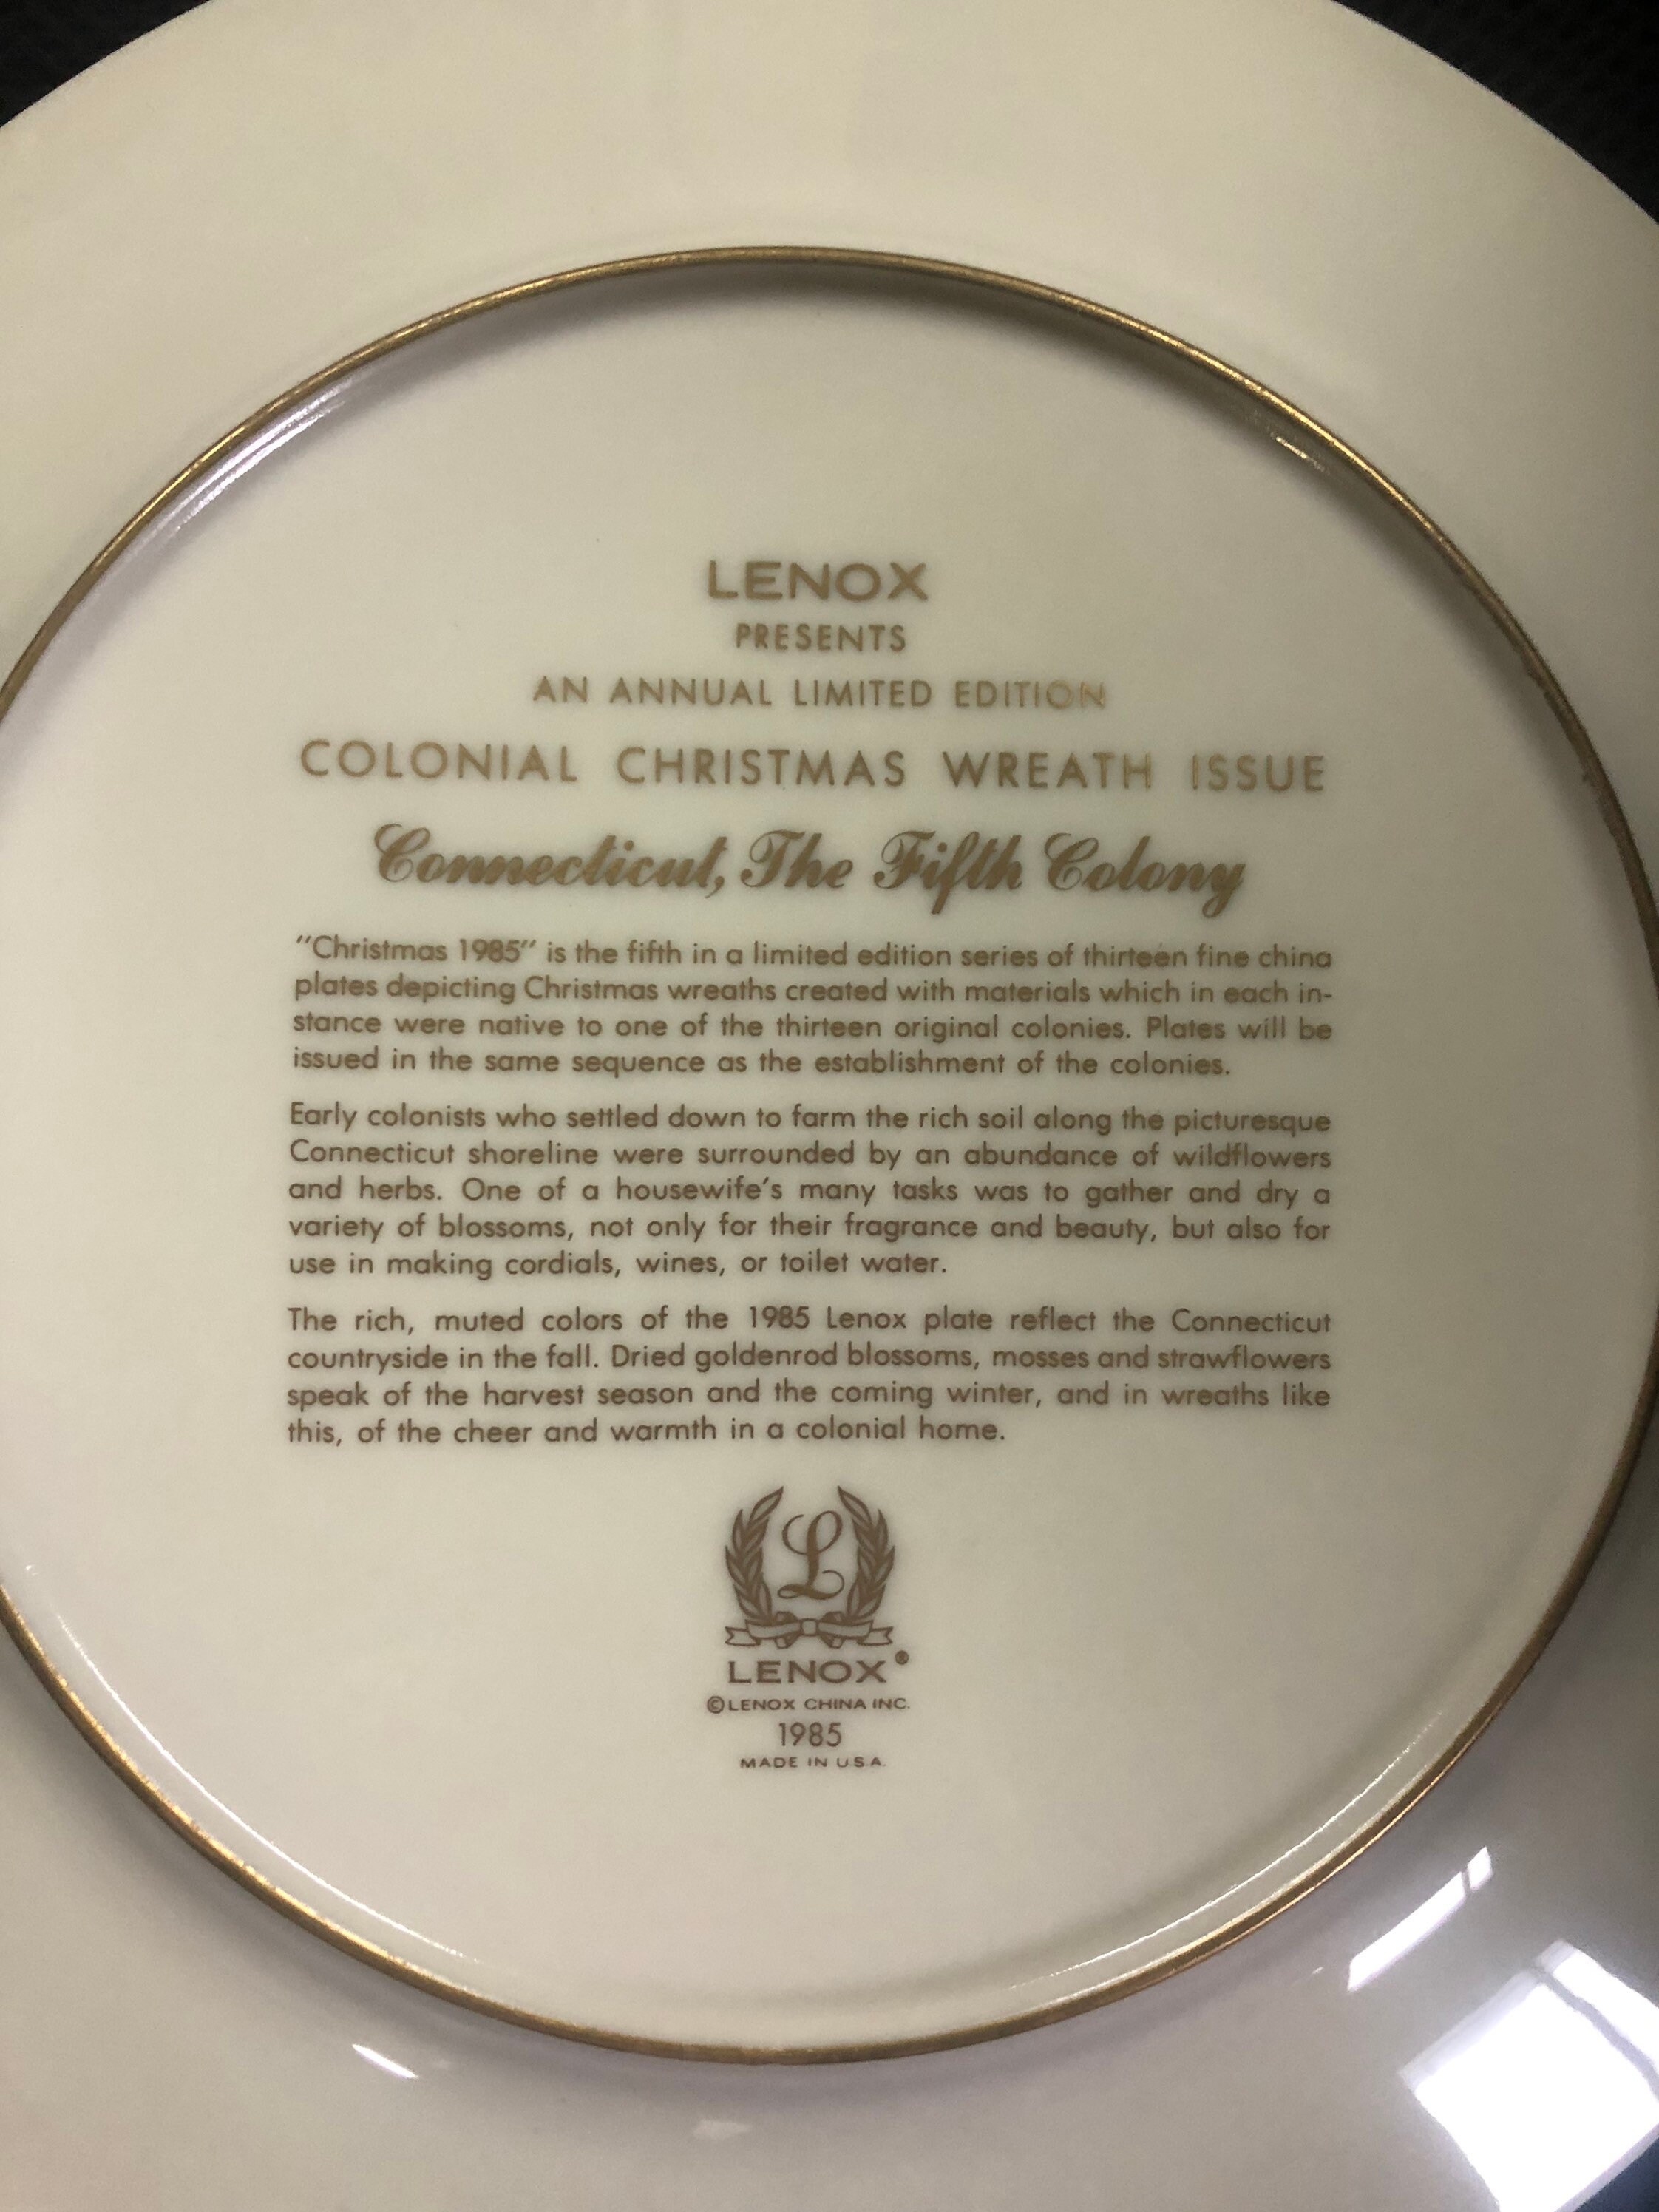 LENOX
PRESENTS
AN ANNUAL LIMITED EDITION
COLONIAL CHRISTMAS WREATH ISSUE
Connecticut, The Fifth Colony
"Christmas 1985" is the fifth in a limited edition series of thirteen fine china
plates depicting Christmas wreaths created with materials which in each in-
stance were native to one of the thirteen original colonies. Plates will be
issued in the same sequence as the establishment of the colonies.
Early colonists who settled down to farm the rich soil along the picturesque
Connecticut shoreline were surrounded by an abundance of wildflowers
and herbs. One of a housewife's many tasks was to gather and dry a
variety of blossoms, not only for their fragrance and beauty, but also for
use in making cordials, wines, or toilet water.
The rich, muted colors of the 1985 Lenox plate reflect the Connecticut
countryside in the fall. Dried goldenrod blossoms, mosses and strawflowers
speak of the harvest season and the coming winter, and in wreaths like
this, of the cheer and warmth in a colonial home.
L
LENOX®
©LENOX CHINA INC.
1985
MADE IN U.S.A.